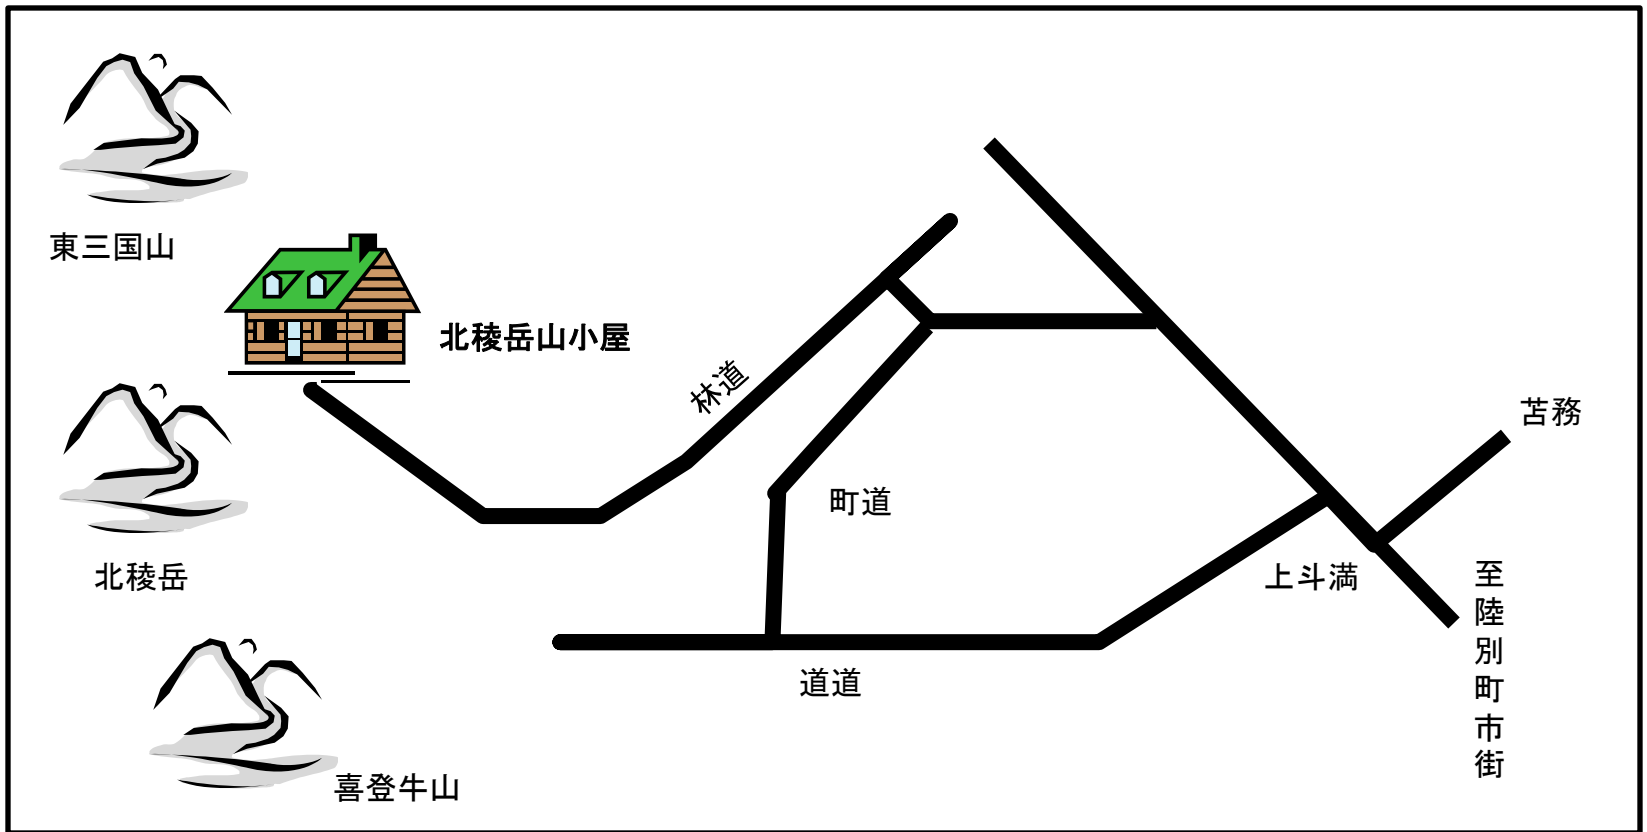 東三国山
北稜岳山小屋
林道
苫務
町道
北稜岳
上斗満
至陸別町市街
道道
喜登牛山